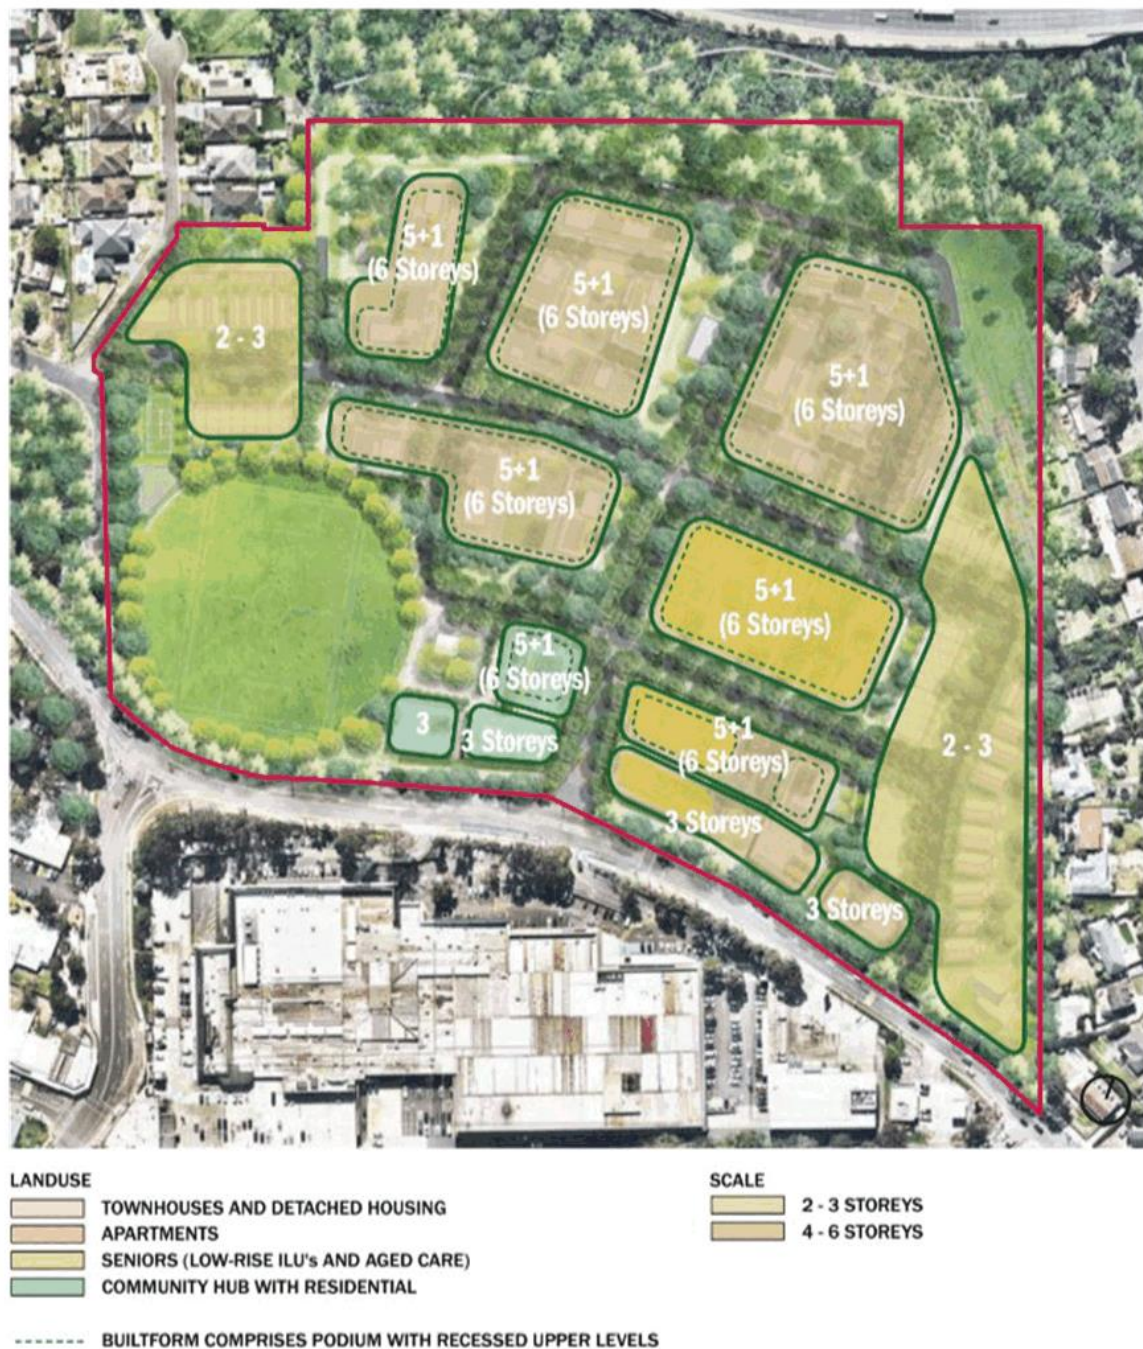 5+1
(6 Storeys)
5+1
(6 Storeys)
2 - 3
5+1
(6 Storeys)
5+1
(6 Storeys)
5+1
(6 Storeys)
5+1
(6 Storeys)
3
3 Storeys
5+1
(6 Storeys)
2 - 3
3 Storeys
3 Storeys
LANDUSE
TOWNHOUSES AND DETACHED HOUSING
APARTMENTS
SENIORS (LOW-RISE ILU's AND AGED CARE)
COMMUNITY HUB WITH RESIDENTIAL
BUILTFORM COMPRISES PODIUM WITH RECESSED UPPER LEVELS
SCALE
2 - 3 STOREYS
4 - 6 STOREYS